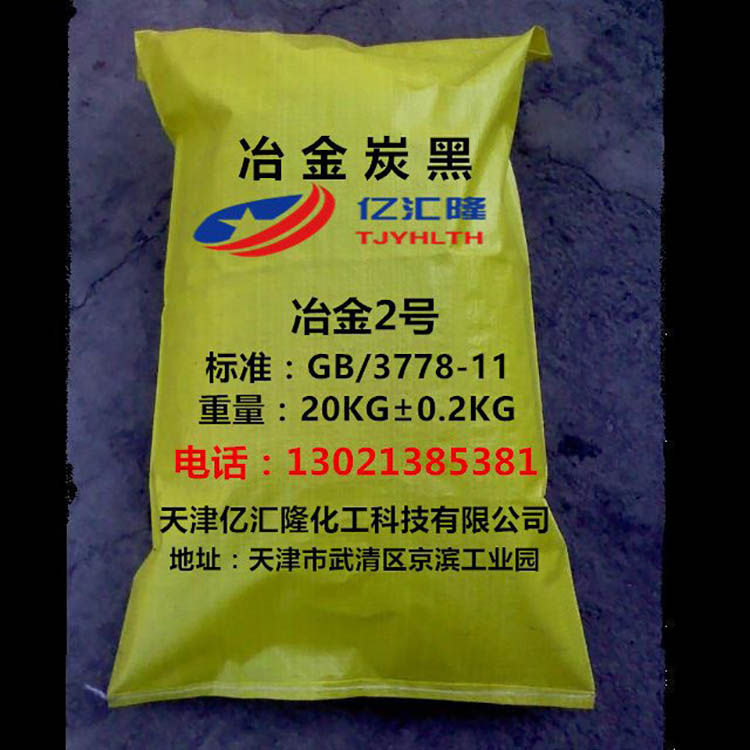 冶金炭黑
亿汇隆
TJYHLTH
冶金2号
标准：GB/3778-11
重量：20KG±0.2KG
电话：13021385381
天津亿汇隆化工科技有限公司
地址：天津市武清区京滨工业园